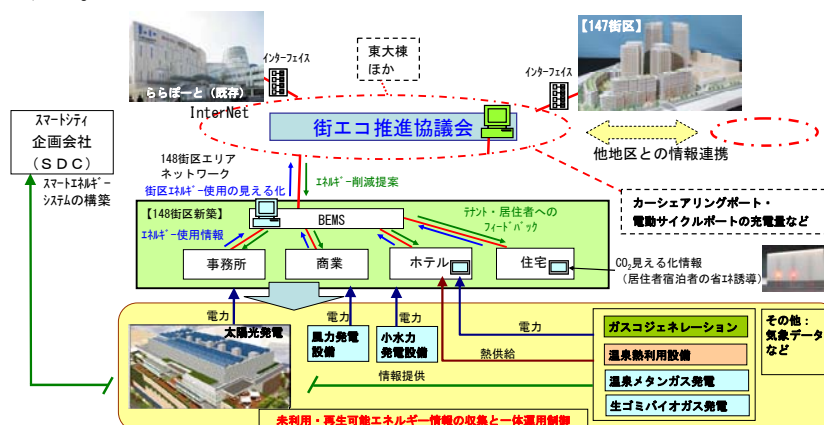 インターフェイス
東大棟
ほか
インターフェイス
【147街区】
ららぽーと（既存）
InterNet
街エコ推進協議会
他地区との情報連携
スマートシティ
企画会社
（ＳＤＣ）
スマートエネルギー
システムの構築
148街区エリア
ネットワーク
街区エネルギー使用の見える化
エネルギー削減提案
カーシェアリングポート・
電動サイクルポートの充電量など
【148街区新築】
BEMS
テナント・居住者への
フィードバック
エネルギー使用情報
事務所
商業
ホテル
住宅
CO₂見える化情報
（居住者宿泊者の省エネ誘導）
電力
電力
電力
電力
太陽光発電
風力発電
設備
小水力
発電設備
熱供給
情報提供
ガスコジェネレーション
温泉熱利用設備
温泉メタンガス発電
生ゴミバイオガス発電
その他：
気象データ
など
未利用・再生可能エネルギー情報の収集と一体運用制御